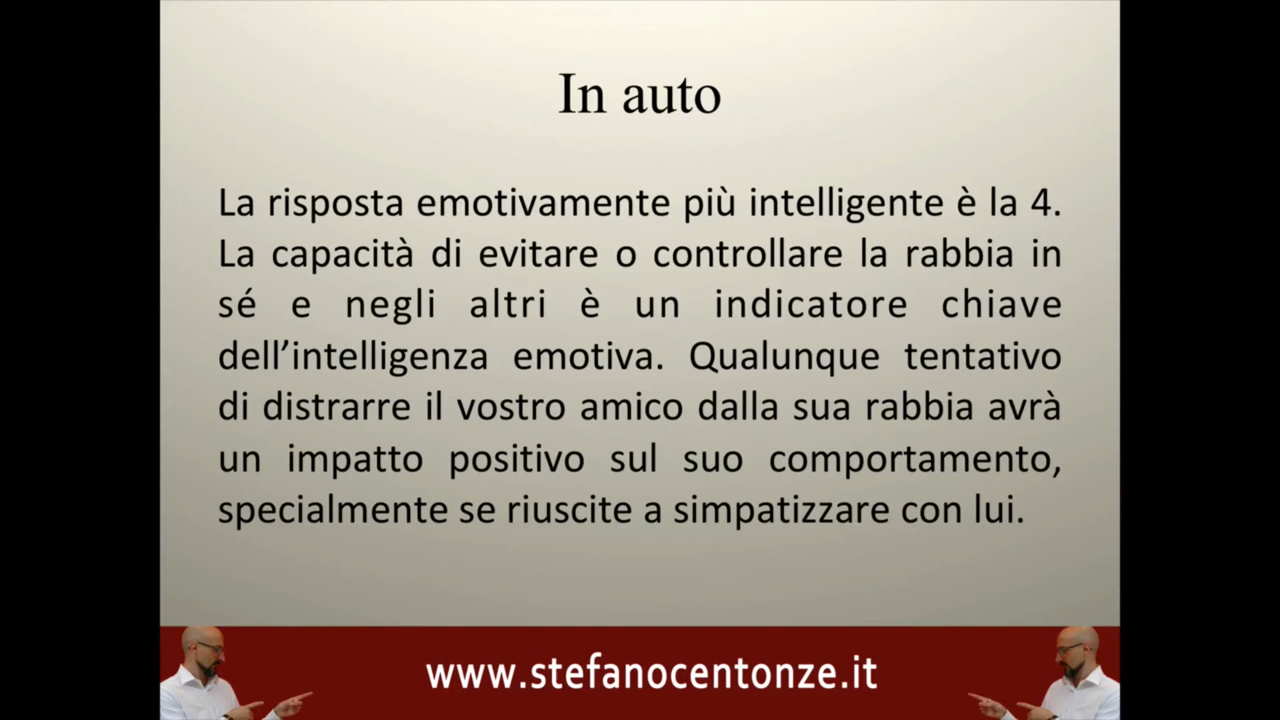 In auto
La risposta emotivamente più intelligente è la 4.
La capacità di evitare o controllare la rabbia in
sé e negli altri è un indicatore chiave
dell’intelligenza emotiva. Qualunque tentativo
di distrarre il vostro amico dalla sua rabbia avrà
un impatto positivo sul suo comportamento,
specialmente se riuscite a simpatizzare con lui.
www.stefanocentonze.it